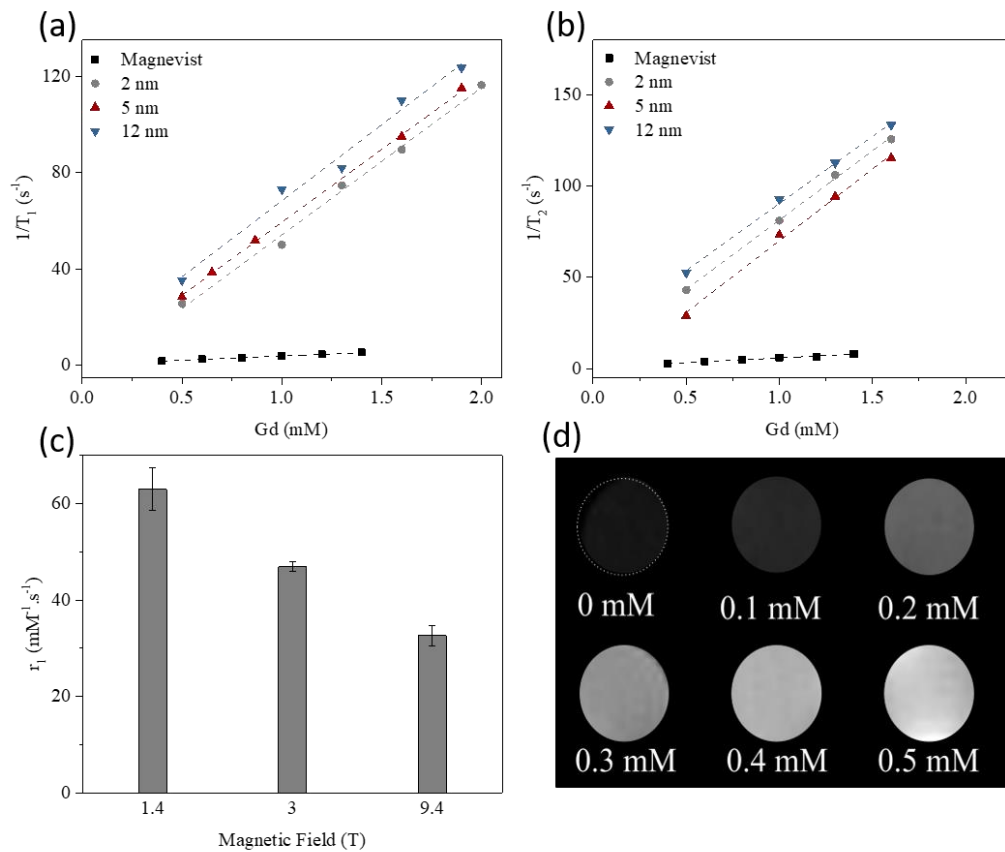 (a)
Magnevist
2 nm
5 nm
12 nm
120
80
40
0
1/T₁ (s⁻¹)
0.0 0.5 1.0 1.5 2.0
Gd (mM)
(b)
Magnevist
2 nm
5 nm
12 nm
150
100
50
0
1/T₂ (s⁻¹)
0.0 0.5 1.0 1.5 2.0
Gd (mM)
(c)
60
40
20
0
r₁ (mM⁻¹.s⁻¹)
1.4 3 9.4
Magnetic Field (T)
(d)
0 mM 0.1 mM 0.2 mM
0.3 mM 0.4 mM 0.5 mM